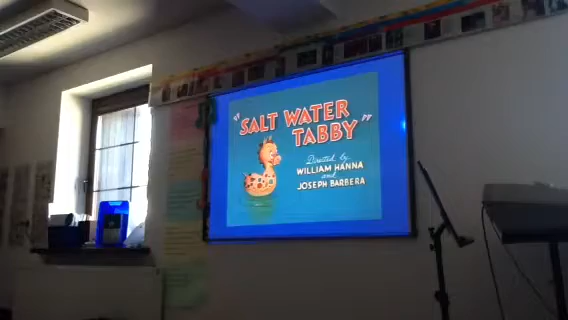 "SALT WATER
TABBY"
Directed by
WILLIAM HANNA
and
JOSEPH BARBERA